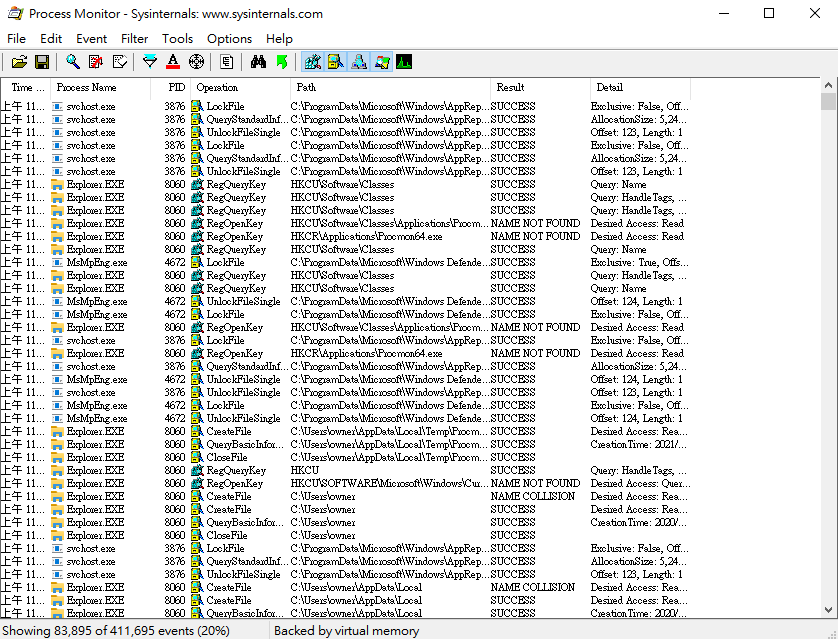 Process Monitor - Sysinternals: www.sysinternals.com
File Edit Event Filter Tools Options Help
Time ... Process Name PID Operation Path Result Detail
上午 11... svchost.exe 3876 LockFile C:\ProgramData\Microsoft\Windows\AppRep... SUCCESS Exclusive: False, Off...
上午 11... svchost.exe 3876 QueryStandardInf... C:\ProgramData\Microsoft\Windows\AppRep... SUCCESS AllocationSize: 5,24...
上午 11... svchost.exe 3876 UnlockFileSingle C:\ProgramData\Microsoft\Windows\AppRep... SUCCESS Offset: 123, Length: 1
上午 11... svchost.exe 3876 LockFile C:\ProgramData\Microsoft\Windows\AppRep... SUCCESS Exclusive: False, Off...
上午 11... svchost.exe 3876 QueryStandardInf... C:\ProgramData\Microsoft\Windows\AppRep... SUCCESS AllocationSize: 5,24...
上午 11... svchost.exe 3876 UnlockFileSingle C:\ProgramData\Microsoft\Windows\AppRep... SUCCESS Offset: 123, Length: 1
上午 11... Explorer.EXE 8060 RegQueryKey HKCU\Software\Classes SUCCESS Query: Name
上午 11... Explorer.EXE 8060 RegQueryKey HKCU\Software\Classes SUCCESS Query: HandleTags, ...
上午 11... Explorer.EXE 8060 RegQueryKey HKCU\Software\Classes SUCCESS Query: HandleTags, ...
上午 11... Explorer.EXE 8060 RegOpenKey HKCU\Software\Classes\Applications\Procm... NAME NOT FOUND Desired Access: Read
上午 11... Explorer.EXE 8060 RegOpenKey HKCR\Applications\Procmon64.exe NAME NOT FOUND Desired Access: Read
上午 11... Explorer.EXE 8060 RegQueryKey HKCU\Software\Classes SUCCESS Query: Name
上午 11... MsMpEng.exe 4672 LockFile C:\ProgramData\Microsoft\Windows Defende... SUCCESS Exclusive: True, Offs...
上午 11... Explorer.EXE 8060 RegQueryKey HKCU\Software\Classes SUCCESS Query: HandleTags, ...
上午 11... Explorer.EXE 8060 RegQueryKey HKCU\Software\Classes SUCCESS Query: Name
上午 11... MsMpEng.exe 4672 UnlockFileSingle C:\ProgramData\Microsoft\Windows Defende... SUCCESS Offset: 124, Length: 1
上午 11... MsMpEng.exe 4672 LockFile C:\ProgramData\Microsoft\Windows Defende... SUCCESS Exclusive: False, Off...
上午 11... Explorer.EXE 8060 RegOpenKey HKCU\Software\Classes\Applications\Procm... NAME NOT FOUND Desired Access: Read
上午 11... svchost.exe 3876 LockFile C:\ProgramData\Microsoft\Windows\AppRep... SUCCESS Exclusive: False, Off...
上午 11... Explorer.EXE 8060 RegOpenKey HKCR\Applications\Procmon64.exe NAME NOT FOUND Desired Access: Read
上午 11... svchost.exe 3876 QueryStandardInf... C:\ProgramData\Microsoft\Windows\AppRep... SUCCESS AllocationSize: 5,24...
上午 11... MsMpEng.exe 4672 UnlockFileSingle C:\ProgramData\Microsoft\Windows Defende... SUCCESS Offset: 124, Length: 1
上午 11... svchost.exe 3876 UnlockFileSingle C:\ProgramData\Microsoft\Windows\AppRep... SUCCESS Offset: 123, Length: 1
上午 11... MsMpEng.exe 4672 LockFile C:\ProgramData\Microsoft\Windows Defende... SUCCESS Exclusive: False, Off...
上午 11... MsMpEng.exe 4672 UnlockFileSingle C:\ProgramData\Microsoft\Windows Defende... SUCCESS Offset: 124, Length: 1
上午 11... Explorer.EXE 8060 CreateFile C:\Users\owner\AppData\Local\Temp\Procm... SUCCESS Desired Access: Rea...
上午 11... Explorer.EXE 8060 QueryBasicInfor... C:\Users\owner\AppData\Local\Temp\Procm... SUCCESS CreationTime: 2021/...
上午 11... Explorer.EXE 8060 CloseFile C:\Users\owner\AppData\Local\Temp\Procm... SUCCESS
上午 11... Explorer.EXE 8060 RegQueryKey HKCU SUCCESS Query: HandleTags, ...
上午 11... Explorer.EXE 8060 RegOpenKey HKCU\SOFTWARE\Microsoft\Windows\Cur... NAME NOT FOUND Desired Access: Quer...
上午 11... Explorer.EXE 8060 CreateFile C:\Users\owner NAME COLLISION Desired Access: Rea...
上午 11... Explorer.EXE 8060 CreateFile C:\Users\owner SUCCESS Desired Access: Rea...
上午 11... Explorer.EXE 8060 QueryBasicInfor... C:\Users\owner SUCCESS CreationTime: 2020/...
上午 11... Explorer.EXE 8060 CloseFile C:\Users\owner SUCCESS
上午 11... svchost.exe 3876 LockFile C:\ProgramData\Microsoft\Windows\AppRep... SUCCESS Exclusive: False, Off...
上午 11... svchost.exe 3876 QueryStandardInf... C:\ProgramData\Microsoft\Windows\AppRep... SUCCESS AllocationSize: 5,24...
上午 11... svchost.exe 3876 UnlockFileSingle C:\ProgramData\Microsoft\Windows\AppRep... SUCCESS Offset: 123, Length: 1
上午 11... Explorer.EXE 8060 CreateFile C:\Users\owner\AppData\Local NAME COLLISION Desired Access: Rea...
上午 11... Explorer.EXE 8060 CreateFile C:\Users\owner\AppData\Local SUCCESS Desired Access: Rea...
上午 11... Explorer.EXE 8060 QueryBasicInfor... C:\Users\owner\AppData\Local SUCCESS CreationTime: 2020/...
Showing 83,895 of 411,695 events (20%) Backed by virtual memory